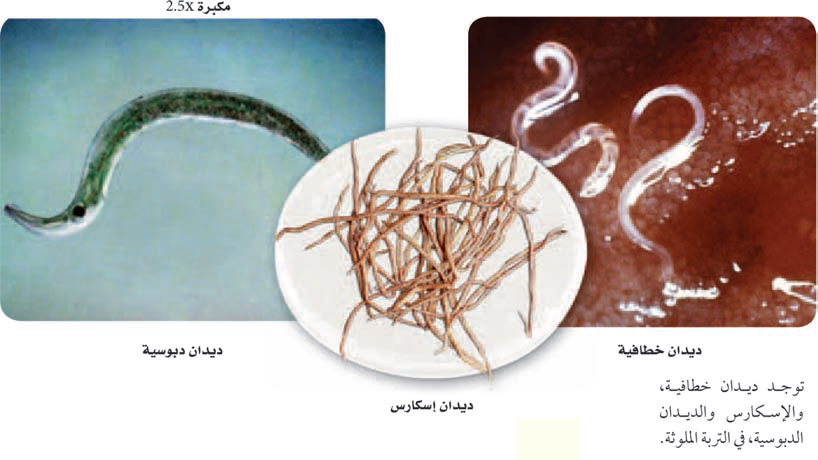 مكبرة 2.5x
ديدان خطافية
ديدان دبوسية
ديدان إسكارس
توجد ديدان خطافية،
والإسكارس والديدان
الدبوسية، في التربة الملوثة.